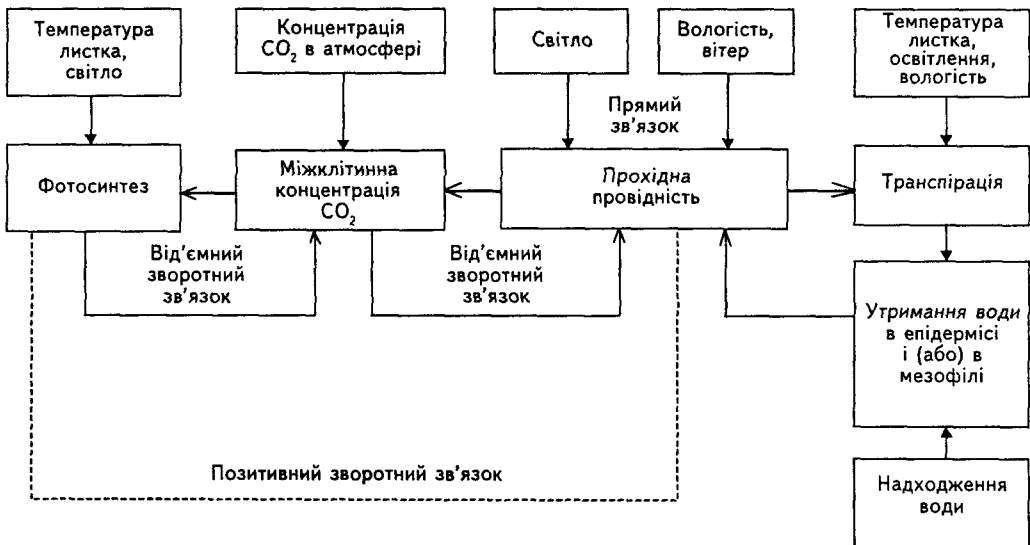 Температура
листка,
світло
Концентрація
CO₂ в атмосфері
Світло
Вологість,
вітер
Температура
листка,
освітлення,
вологість
Прямий
зв'язок
Фотосинтез
Міжклітинна
концентрація
CO₂
Прохідна
провідність
Транспірація
Від'ємний
зворотний
зв'язок
Від'ємний
зворотний
зв'язок
Утримання води
в епідермісі
і (або) в
мезофілі
Позитивний зворотний зв'язок
Надходження
води